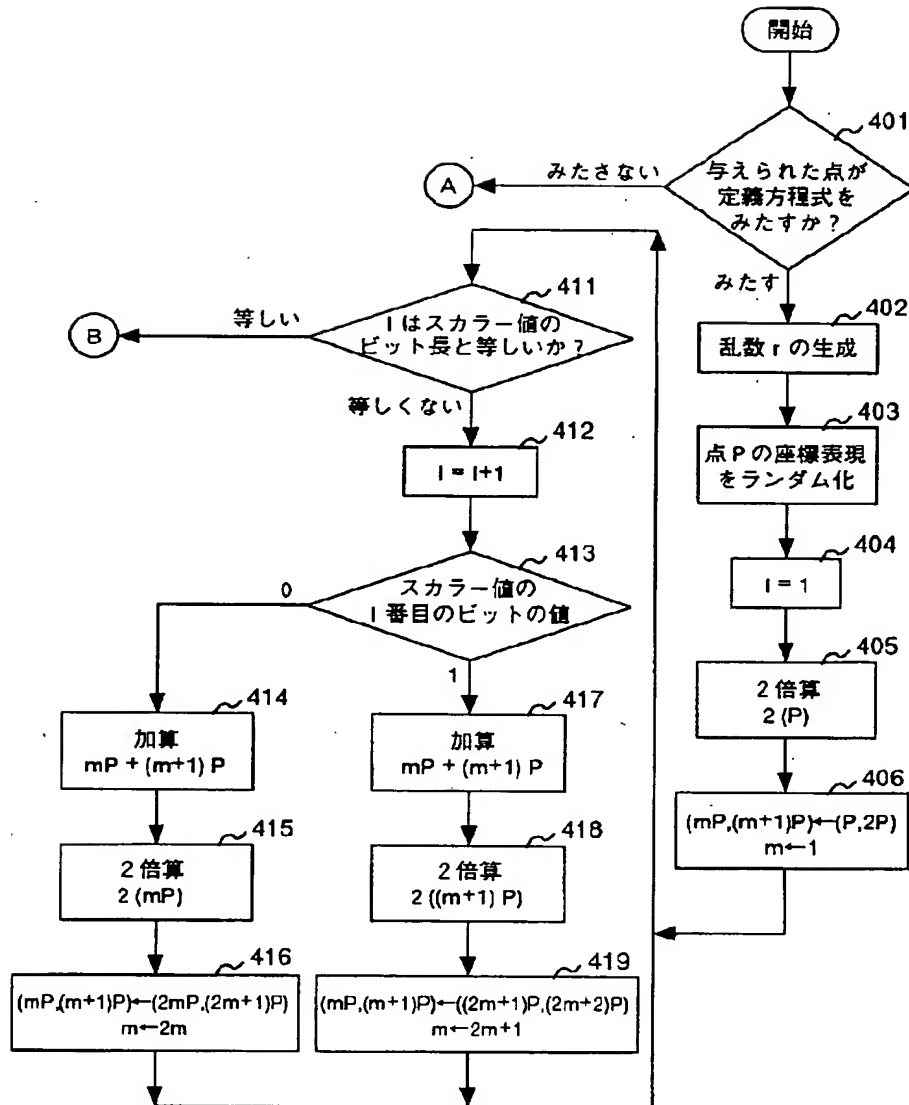 開始
401
与えられた点が
定義方程式を
みたすか？
みたさない
A
みたす
402
乱数 r の生成
403
点 P の座標表現
をランダム化
404
I = 1
405
2 倍算
2 (P)
406
(mP,(m+1)P)←(P,2P)
m←1
411
I はスカラー値の
ビット長と等しいか？
等しい
B
等しくない
412
I = I+1
413
スカラー値の
I 番目のビットの値
0
1
414
加算
mP + (m+1) P
415
2 倍算
2 (mP)
416
(mP,(m+1)P)←(2mP,(2m+1)P)
m←2m
417
加算
mP + (m+1) P
418
2 倍算
2 ((m+1) P)
419
(mP,(m+1)P)←((2m+1)P,(2m+2)P)
m←2m+1